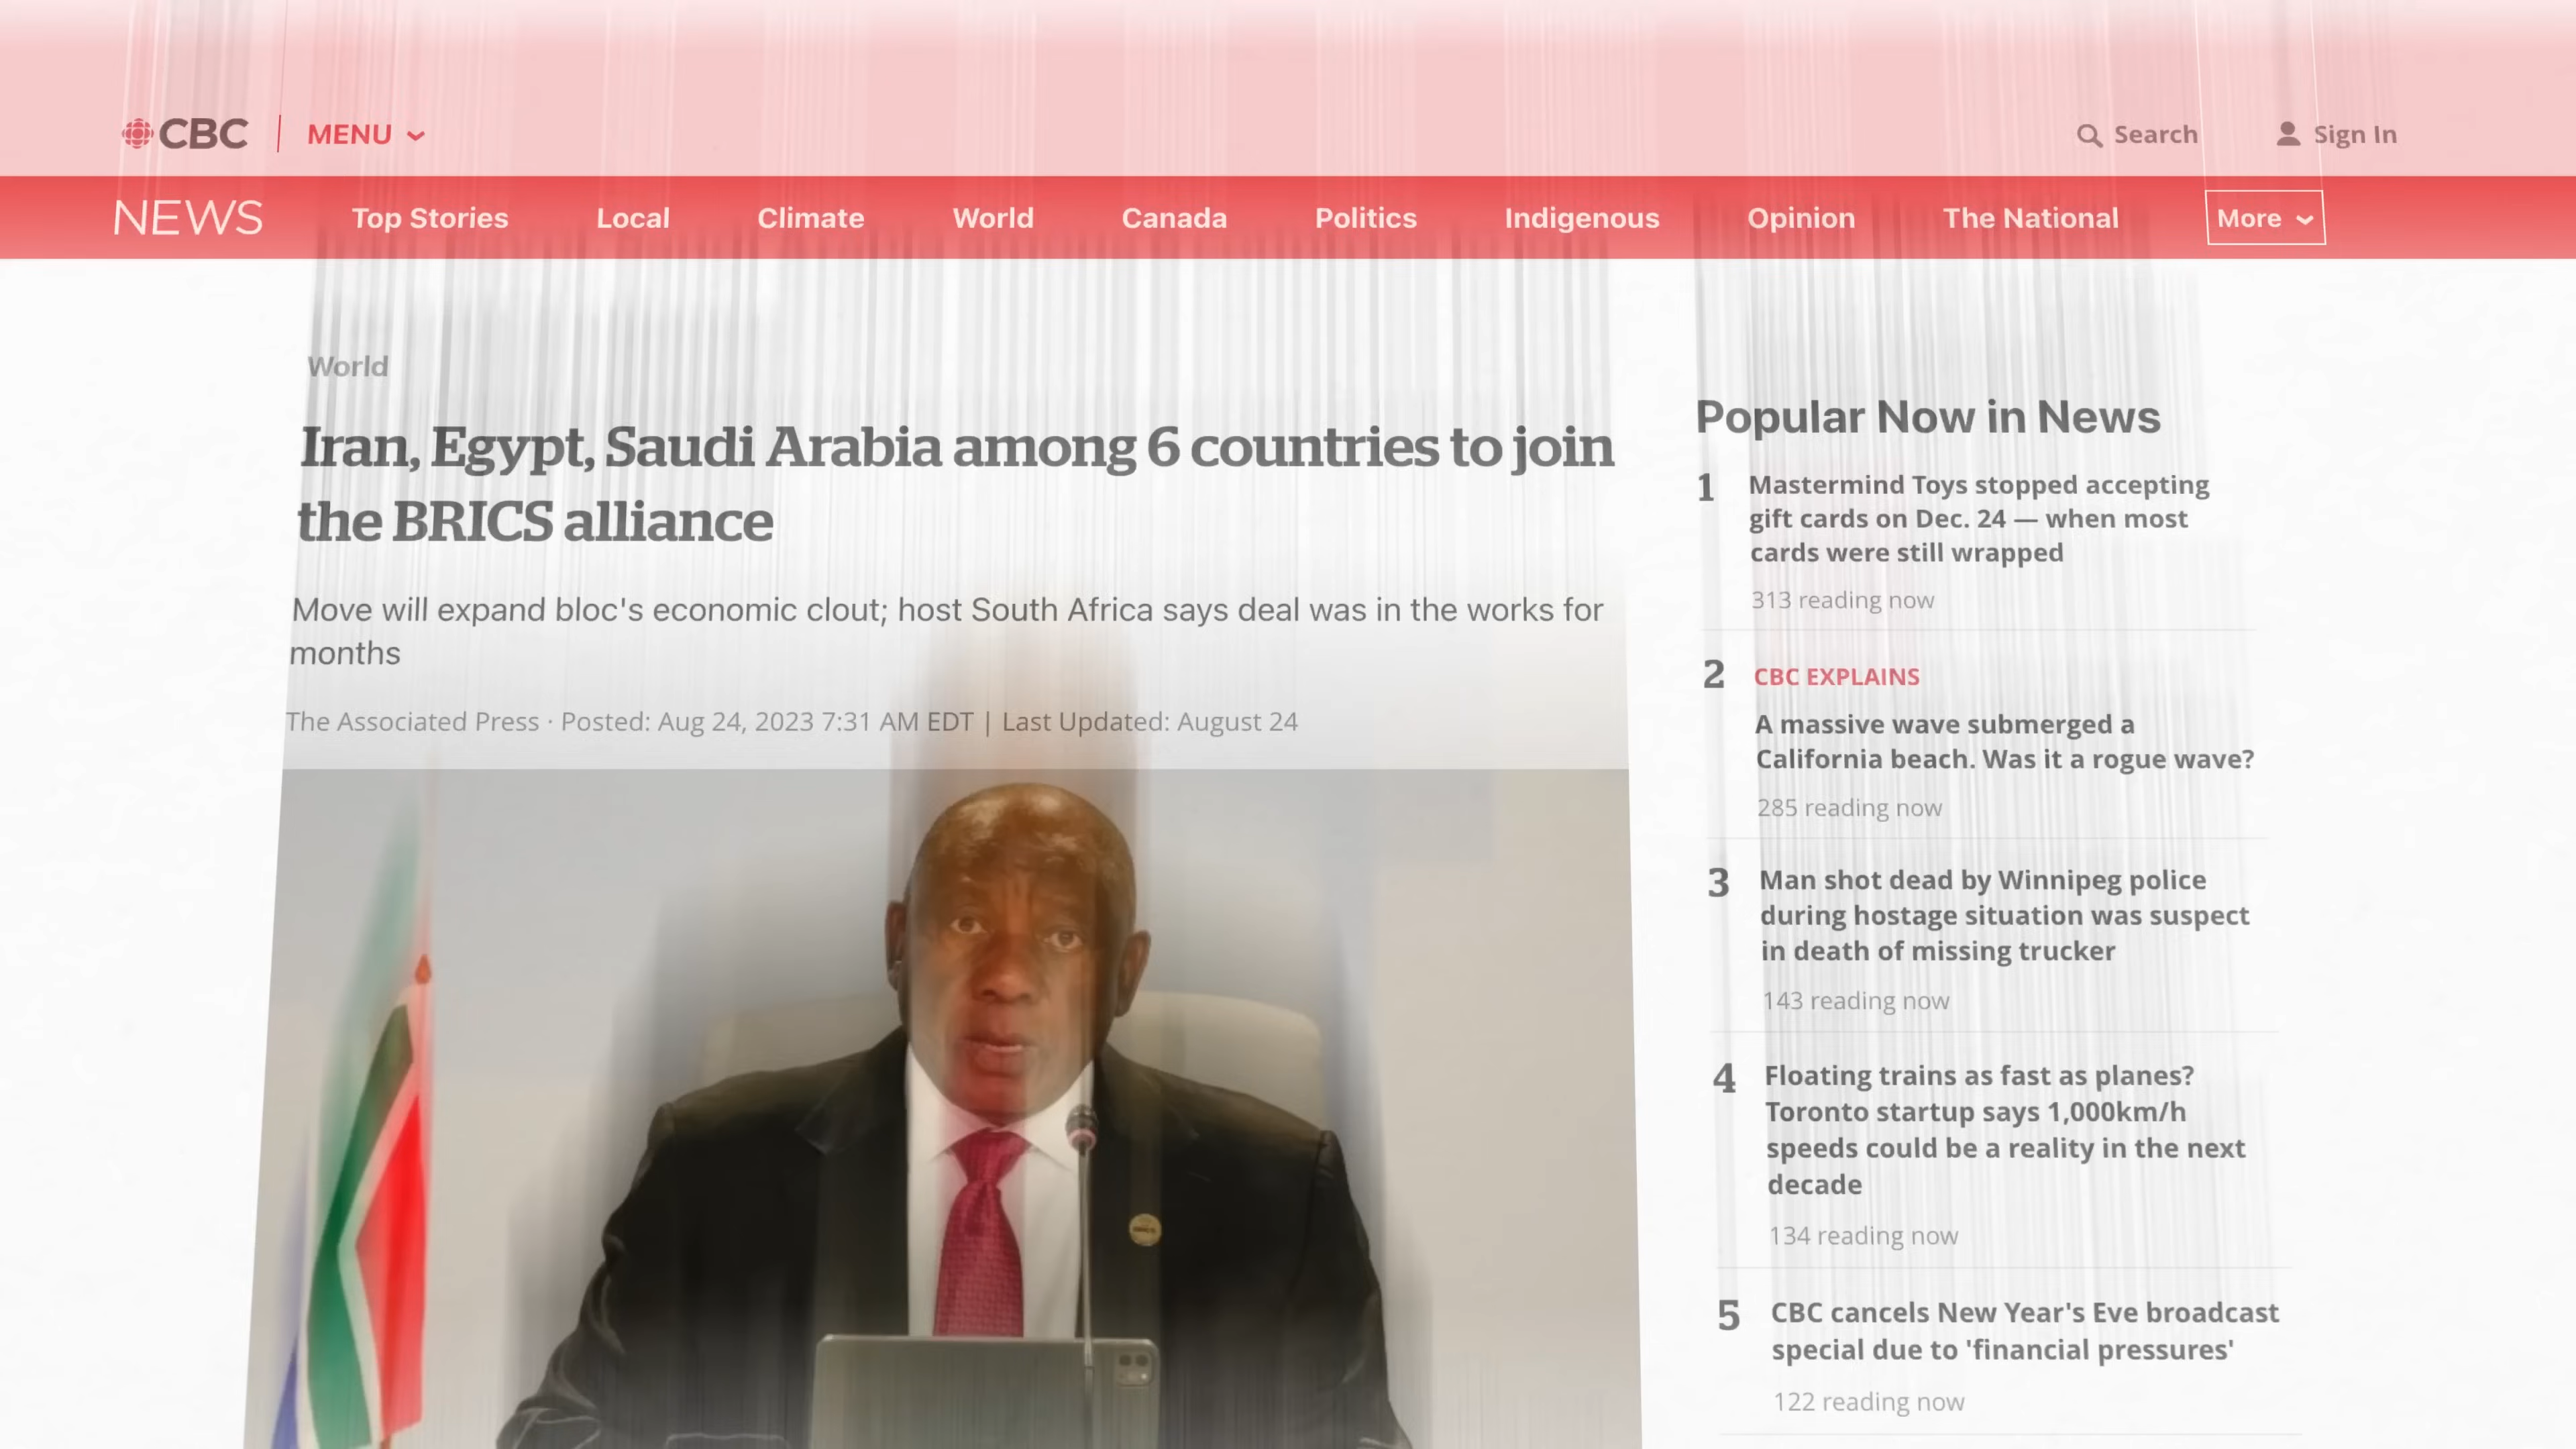 CBC
MENU
Search
Sign In
NEWS
Top Stories
Local
Climate
World
Canada
Politics
Indigenous
Opinion
The National
More
World
Iran, Egypt, Saudi Arabia among 6 countries to join
the BRICS alliance
Move will expand bloc's economic clout; host South Africa says deal was in the works for
months
The Associated Press · Posted: Aug 24, 2023 7:31 AM EDT | Last Updated: August 24
Popular Now in News
1
Mastermind Toys stopped accepting
gift cards on Dec. 24 — when most
cards were still wrapped
313 reading now
2
CBC EXPLAINS
A massive wave submerged a
California beach. Was it a rogue wave?
285 reading now
3
Man shot dead by Winnipeg police
during hostage situation was suspect
in death of missing trucker
143 reading now
4
Floating trains as fast as planes?
Toronto startup says 1,000km/h
speeds could be a reality in the next
decade
134 reading now
5
CBC cancels New Year's Eve broadcast
special due to 'financial pressures'
122 reading now